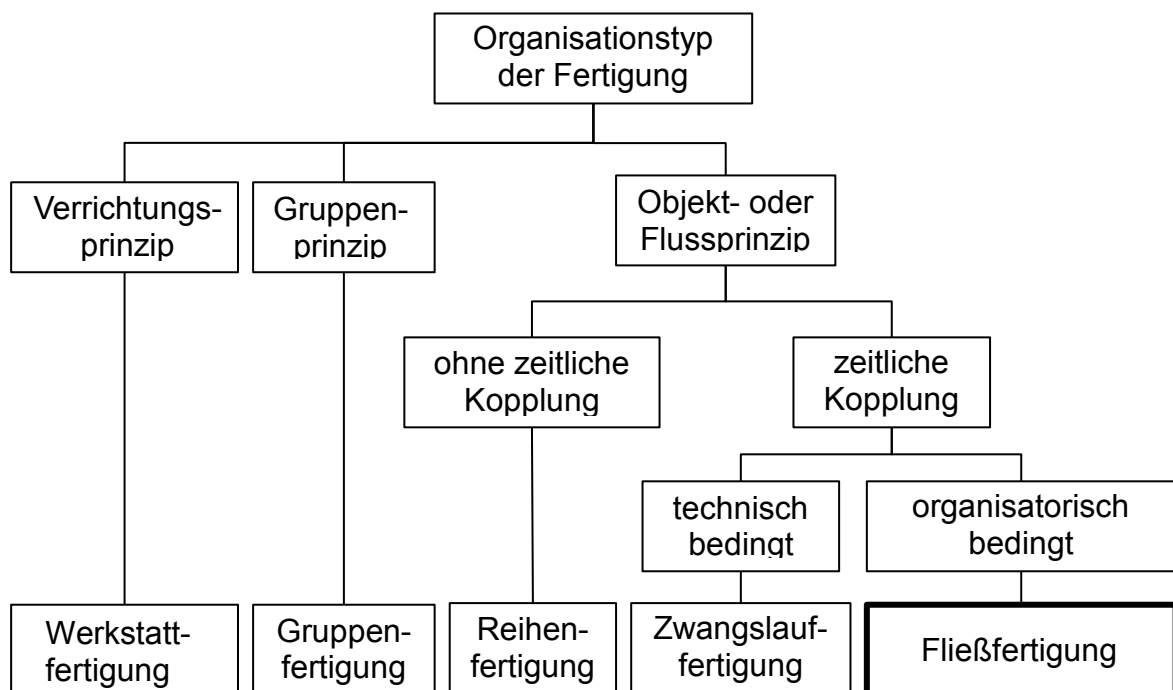 Organisationstyp
der Fertigung
Verrichtungs-
prinzip
Gruppen-
prinzip
Objekt- oder
Flussprinzip
ohne zeitliche
Kopplung
zeitliche
Kopplung
technisch
bedingt
organisatorisch
bedingt
Werkstatt-
fertigung
Gruppen-
fertigung
Reihen-
fertigung
Zwangslauf-
fertigung
Fließfertigung